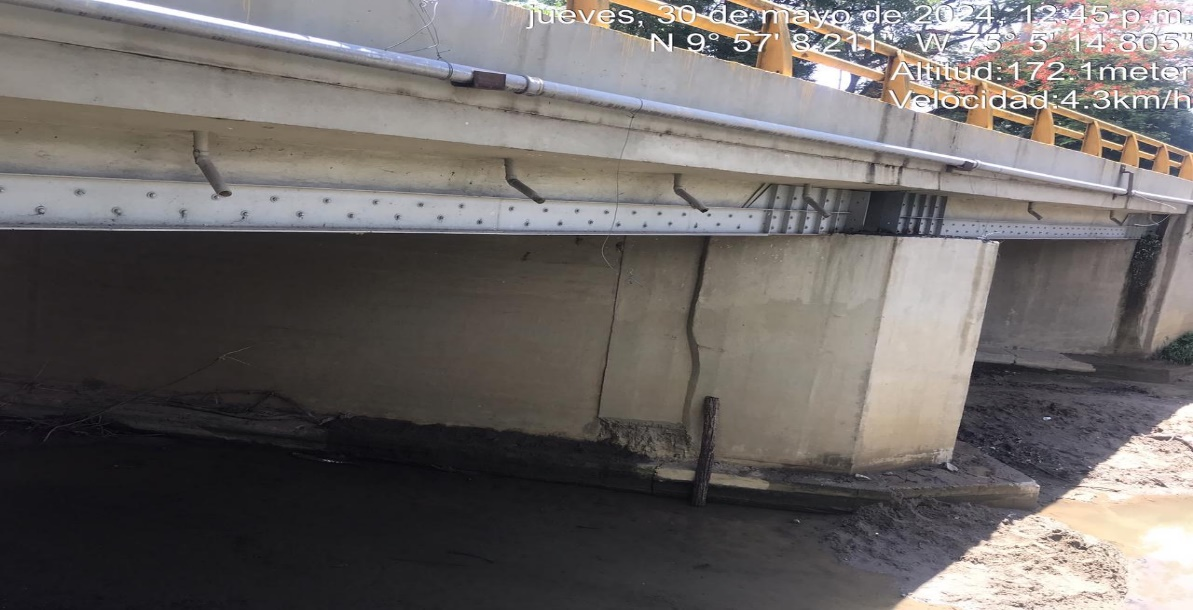 jueves, 30 de mayo de 2024, 12:45 p.m.
N 9° 57' 8.211", W 75° 5' 14.805"
Altitud:172.1meter
Velocidad:4.3km/h